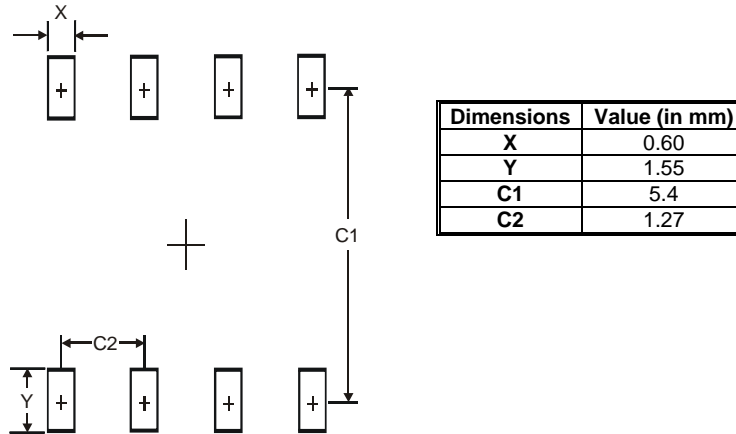 X
Dimensions Value (in mm)
X 0.60
Y 1.55
C1 5.4
C2 1.27
C1
C2
Y